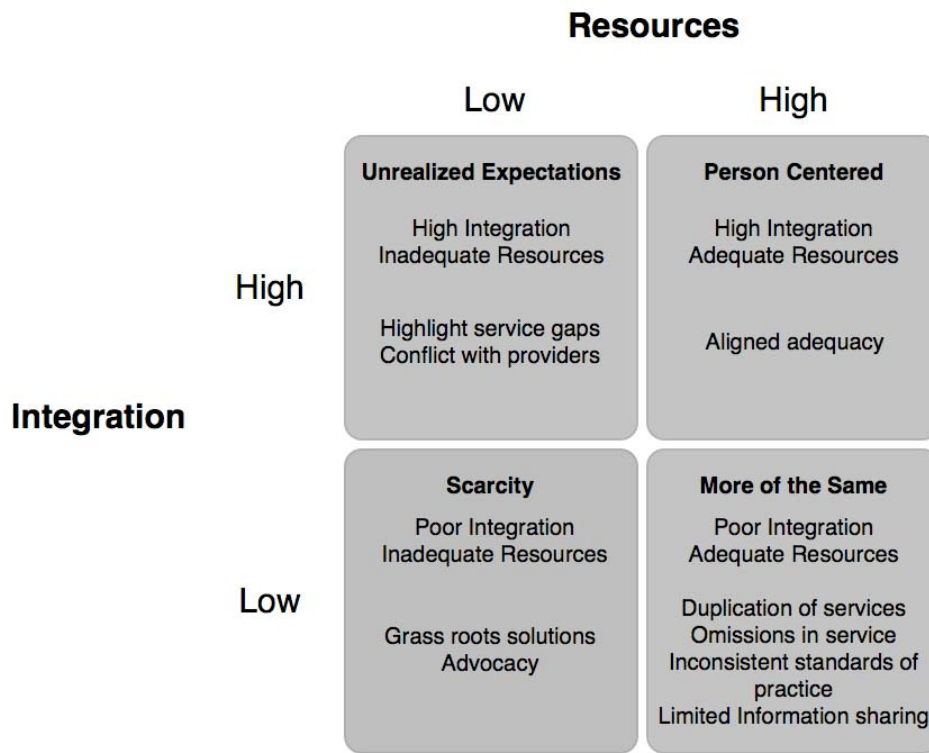 Resources
Low
High
Unrealized Expectations
High Integration
Inadequate Resources
Highlight service gaps
Conflict with providers
Person Centered
High Integration
Adequate Resources
Aligned adequacy
High
Integration
Low
Scarcity
Poor Integration
Inadequate Resources
Grass roots solutions
Advocacy
More of the Same
Poor Integration
Adequate Resources
Duplication of services
Omissions in service
Inconsistent standards of
practice
Limited Information sharing